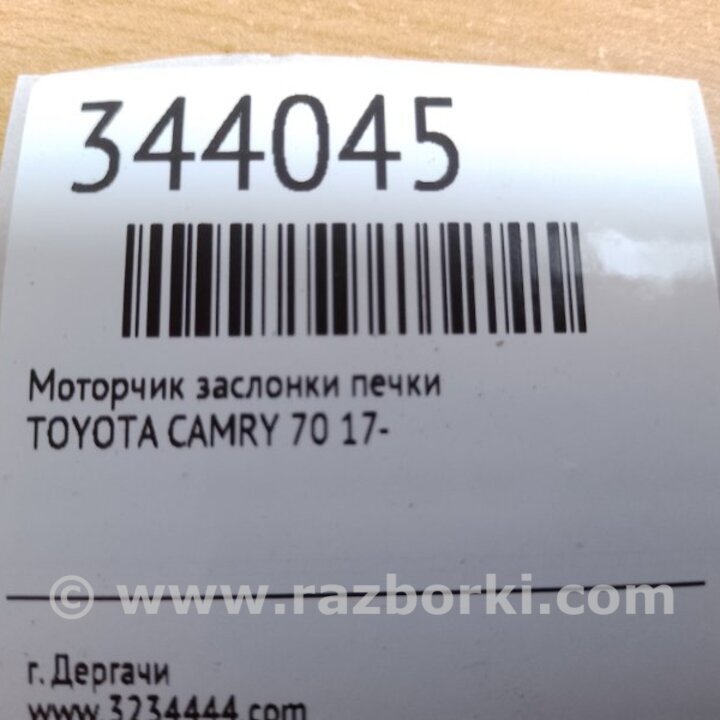 344045
Моторчик заслонки печки
TOYOTA CAMRY 70 17-
© www.razborki.com
г. Дергачи
www.3234444.com